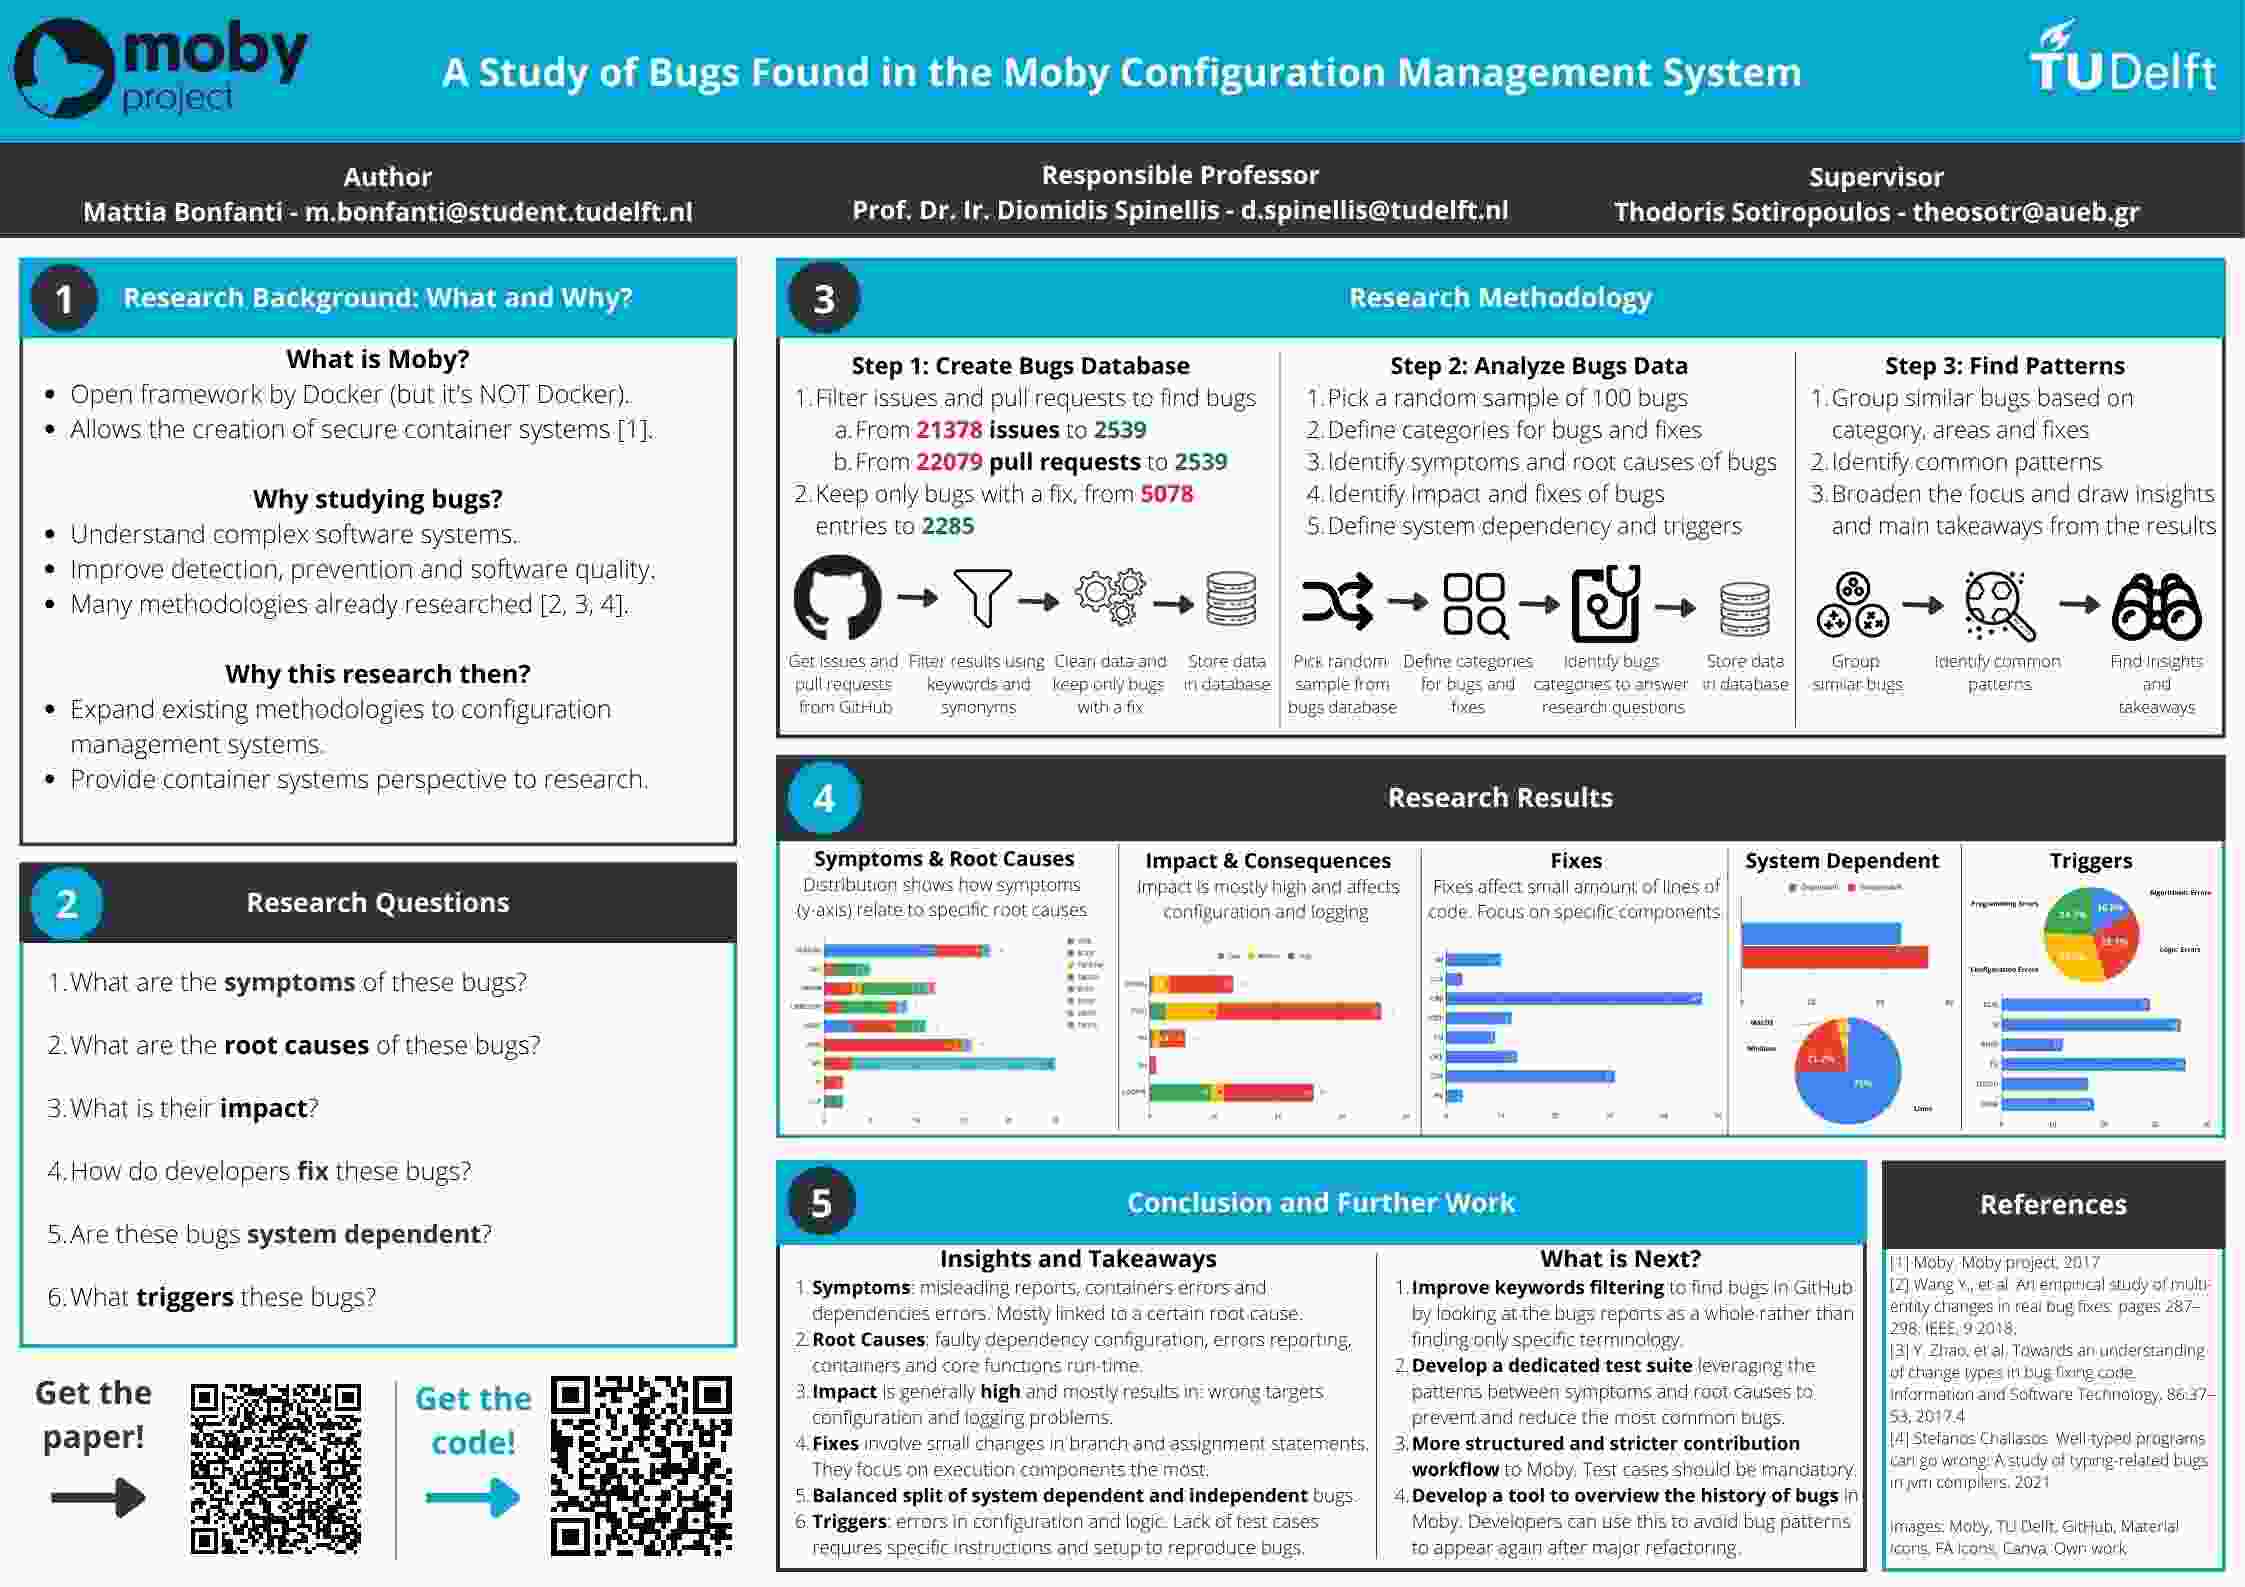 moby
project
A Study of Bugs Found in the Moby Configuration Management System
TUDelft
Author
Mattia Bonfanti - m.bonfanti@student.tudelft.nl
Responsible Professor
Prof. Dr. Ir. Diomidis Spinellis - d.spinellis@tudelft.nl
Supervisor
Thodoris Sotiropoulos - theosotr@aueb.gr
1
Research Background: What and Why?
What is Moby?
• Open framework by Docker (but it's NOT Docker).
• Allows the creation of secure container systems [1].
Why studying bugs?
• Understand complex software systems.
• Improve detection, prevention and software quality.
• Many methodologies already researched [2, 3, 4].
Why this research then?
• Expand existing methodologies to configuration
management systems.
• Provide container systems perspective to research.
2
Research Questions
1. What are the symptoms of these bugs?
2. What are the root causes of these bugs?
3. What is their impact?
4. How do developers fix these bugs?
5. Are these bugs system dependent?
6. What triggers these bugs?
Get the
paper!
Get the
code!
3
Research Methodology
Step 1: Create Bugs Database
1. Filter issues and pull requests to find bugs
a. From 21378 issues to 2539
b. From 22079 pull requests to 2539
2. Keep only bugs with a fix, from 5078
entries to 2285
Get issues and
pull requests
from GitHub
Filter results using
keywords and
synonyms
Clean data and
keep only bugs
with a fix
Store data
in database
Step 2: Analyze Bugs Data
1. Pick a random sample of 100 bugs
2. Define categories for bugs and fixes
3. Identify symptoms and root causes of bugs
4. Identify impact and fixes of bugs
5. Define system dependency and triggers
Pick random
sample from
bugs database
Define categories
for bugs and
fixes
Identify bugs
categories to answer
research questions
Store data
in database
Step 3: Find Patterns
1. Group similar bugs based on
category, areas and fixes
2. Identify common patterns
3. Broaden the focus and draw insights
and main takeaways from the results
Group
similar bugs
Identify common
patterns
Find insights
and
takeaways
4
Research Results
Symptoms & Root Causes
Distribution shows how symptoms
(y-axis) relate to specific root causes
Impact & Consequences
Impact is mostly high and affects
configuration and logging
Fixes
Fixes affect small amount of lines of
code. Focus on specific components
System Dependent
MacOS
Windows
Linux
75%
Triggers
Algorithmic Errors
Programming Errors
Logic Errors
Configuration Errors
5
Conclusion and Further Work
Insights and Takeaways
1. Symptoms: misleading reports, containers errors and
dependencies errors. Mostly linked to a certain root cause.
2. Root Causes: faulty dependency configuration, errors reporting,
containers and core functions run-time.
3. Impact is generally high and mostly results in: wrong targets
configuration and logging problems.
4. Fixes involve small changes in branch and assignment statements.
They focus on execution components the most.
5. Balanced split of system dependent and independent bugs.
6. Triggers: errors in configuration and logic. Lack of test cases
requires specific instructions and setup to reproduce bugs.
What is Next?
1. Improve keywords filtering to find bugs in GitHub
by looking at the bugs reports as a whole rather than
finding only specific terminology.
2. Develop a dedicated test suite leveraging the
patterns between symptoms and root causes to
prevent and reduce the most common bugs.
3. More structured and stricter contribution
workflow to Moby. Test cases should be mandatory.
4. Develop a tool to overview the history of bugs in
Moby. Developers can use this to avoid bug patterns
to appear again after major refactoring.
References
[1] Moby. Moby project, 2017
[2] Wang Y., et al. An empirical study of multi-
entity changes in real bug fixes. pages 287–
298. IEEE, 9 2018.
[3] Y. Zhao, et al. Towards an understanding
of change types in bug fixing code.
Information and Software Technology, 86:37–
53, 2017.4
[4] Stefanos Chaliasos. Well-typed programs
can go wrong: A study of typing-related bugs
in jvm compilers. 2021
Images: Moby, TU Delft, GitHub, Material
Icons, FA Icons, Canva, Own work